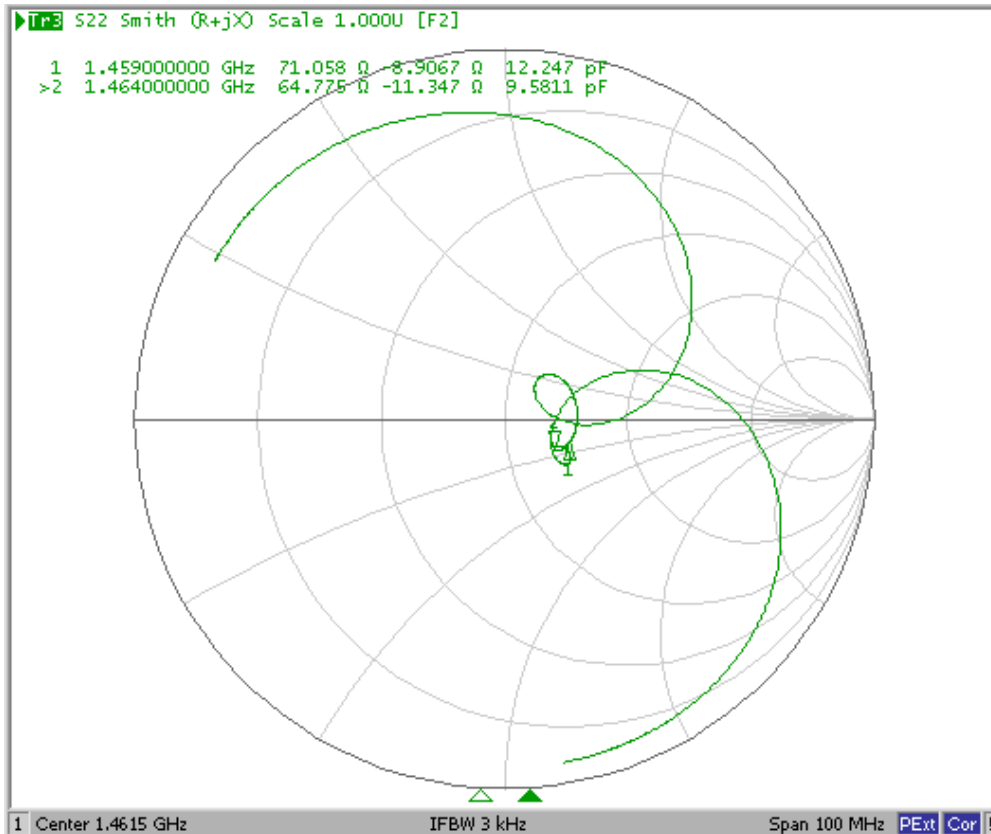 Tr3 S22 Smith (R+jX) Scale 1.000U [F2]
1 1.459000000 GHz 71.058 Ω -8.9067 Ω 12.247 pF
>2 1.464000000 GHz 64.775 Ω -11.347 Ω 9.5811 pF
1
1 Center 1.4615 GHz IFBW 3 kHz Span 100 MHz PExt Cor